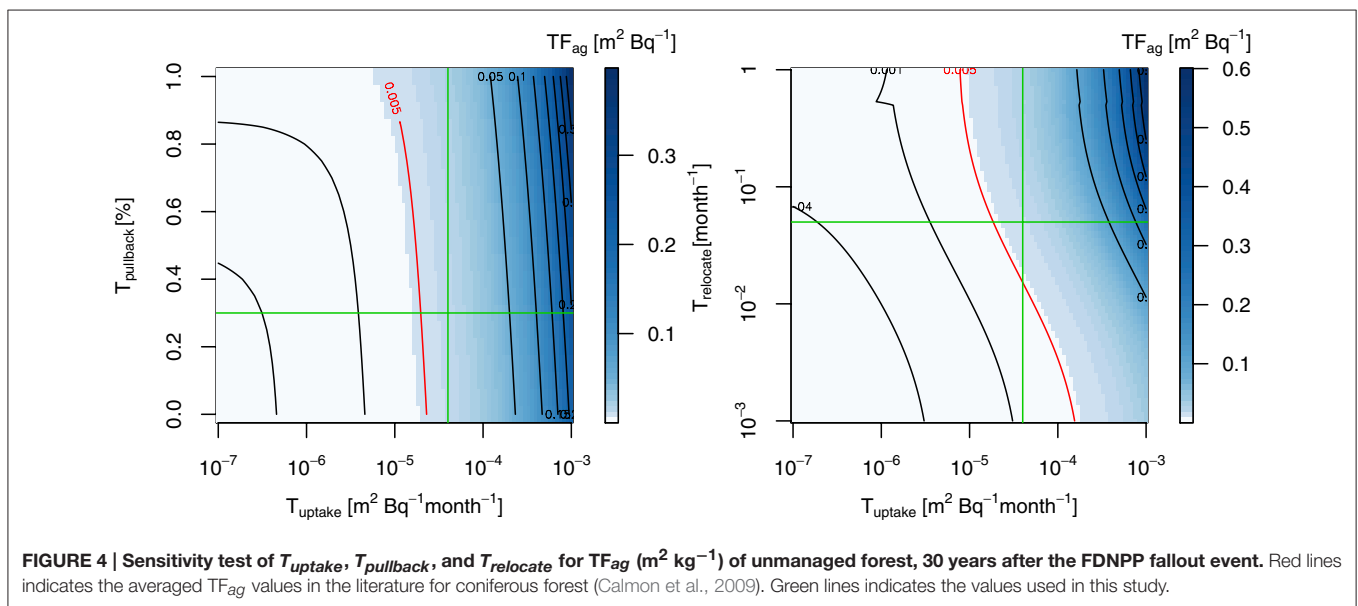 TF_ag [m² Bq⁻¹]
1.0
0.8
0.6
0.4
0.2
0.0
T_pullback [%]
0.005
0.05 0.1
0.3
0.2
0.1
10⁻⁷ 10⁻⁶ 10⁻⁵ 10⁻⁴ 10⁻³
T_uptake [m² Bq⁻¹month⁻¹]
TF_ag [m² Bq⁻¹]
1
10⁻¹
10⁻²
10⁻³
T_relocate [month⁻¹]
0.001
0.005
04
0.6
0.5
0.4
0.3
0.2
0.1
10⁻⁷ 10⁻⁶ 10⁻⁵ 10⁻⁴ 10⁻³
T_uptake [m² Bq⁻¹month⁻¹]
FIGURE 4 | Sensitivity test of T_uptake, T_pullback, and T_relocate for TF_ag (m² kg⁻¹) of unmanaged forest, 30 years after the FDNPP fallout event. Red lines
indicates the averaged TF_ag values in the literature for coniferous forest (Calmon et al., 2009). Green lines indicates the values used in this study.